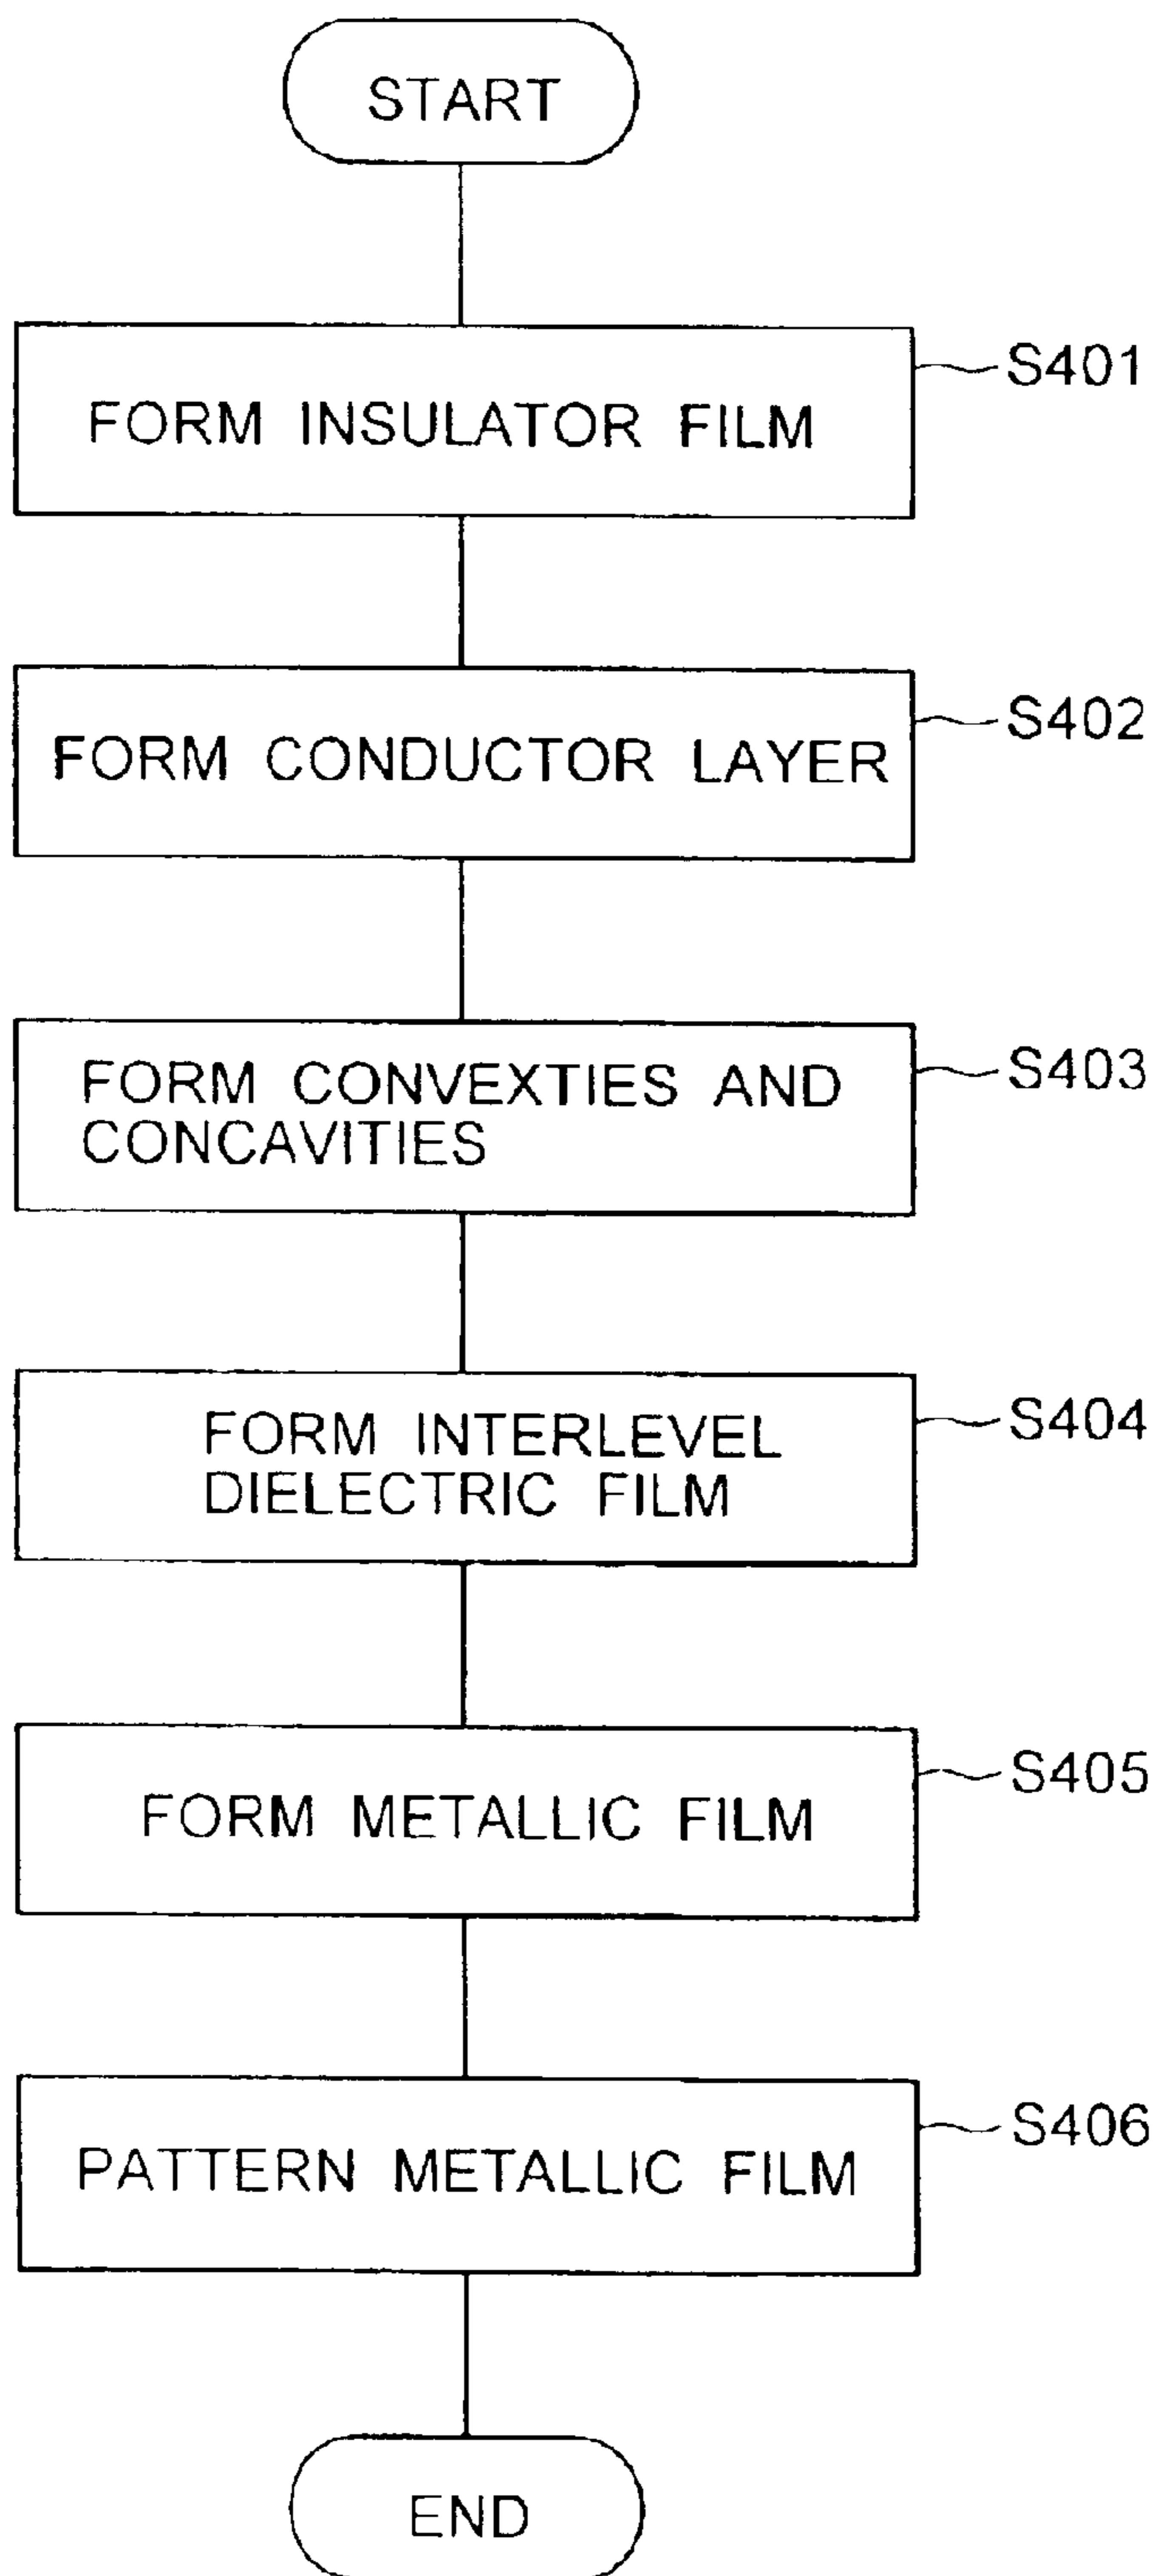 START
FORM INSULATOR FILM
S401
FORM CONDUCTOR LAYER
S402
FORM CONVEXTIES AND
CONCAVITIES
S403
FORM INTERLEVEL
DIELECTRIC FILM
S404
FORM METALLIC FILM
S405
PATTERN METALLIC FILM
S406
END